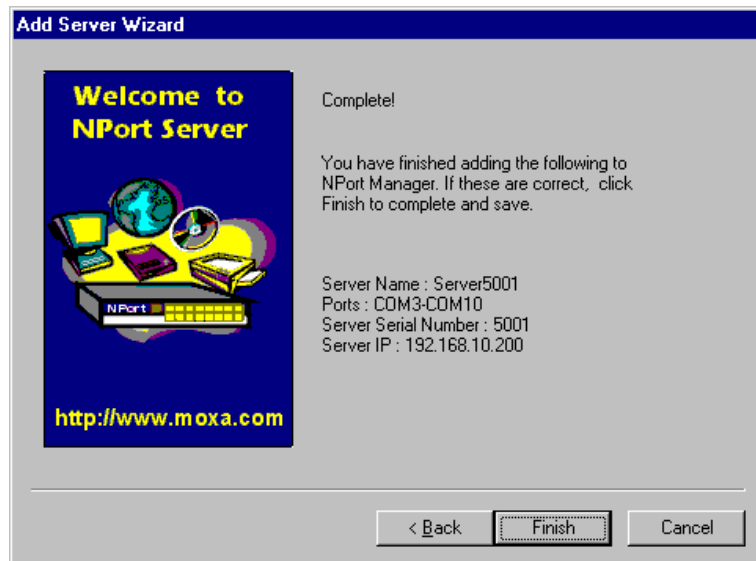 Add Server Wizard
Welcome to
NPort Server
NPort
http://www.moxa.com
Complete!
You have finished adding the following to
NPort Manager. If these are correct, click
Finish to complete and save.
Server Name : Server5001
Ports : COM3-COM10
Server Serial Number : 5001
Server IP : 192.168.10.200
< Back
Finish
Cancel